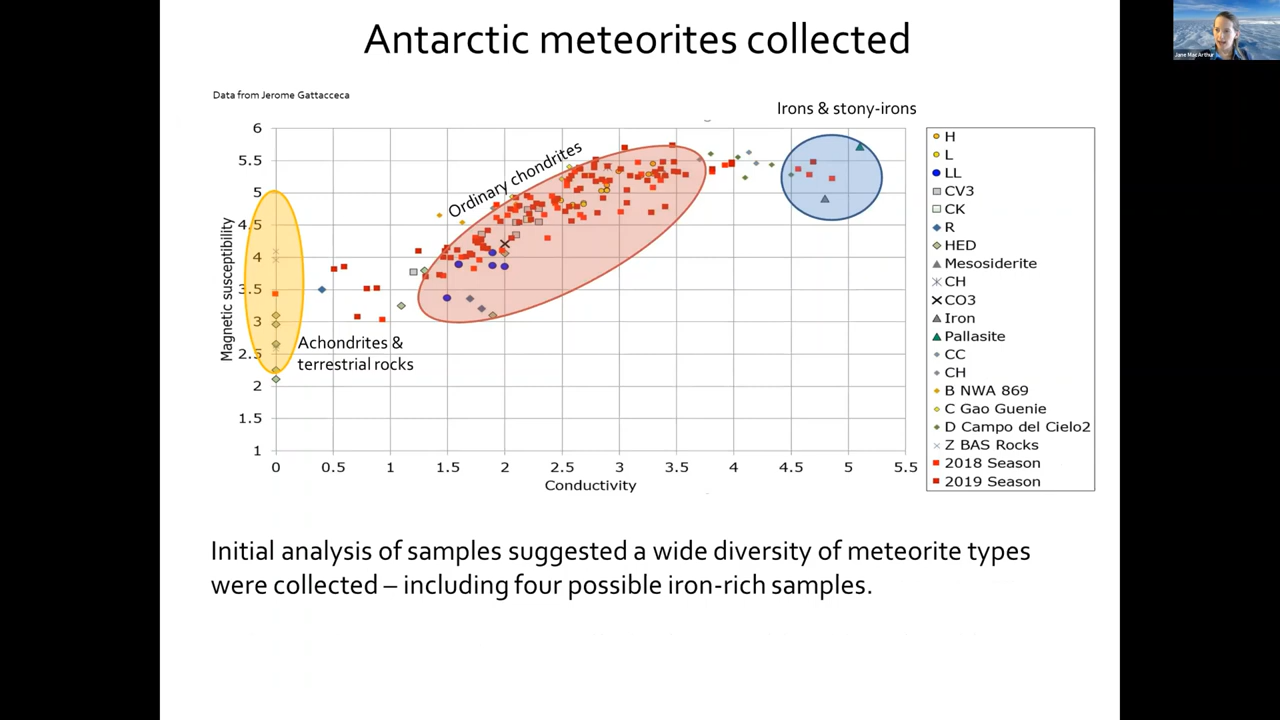 Antarctic meteorites collected
Jane MacArthur
Data from Jerome Gattacceca
Irons & stony-irons
Ordinary chondrites
Achondrites &
terrestrial rocks
Magnetic susceptibility
6
5.5
5
4.5
4
3.5
3
2.5
2
1.5
1
0
0.5
1
1.5
2
2.5
3
3.5
4
4.5
5
5.5
Conductivity
H
L
LL
CV3
CK
R
HED
Mesosiderite
CH
CO3
Iron
Pallasite
CC
CH
B NWA 869
C Gao Guenie
D Campo del Cielo2
Z BAS Rocks
2018 Season
2019 Season
Initial analysis of samples suggested a wide diversity of meteorite types
were collected – including four possible iron-rich samples.